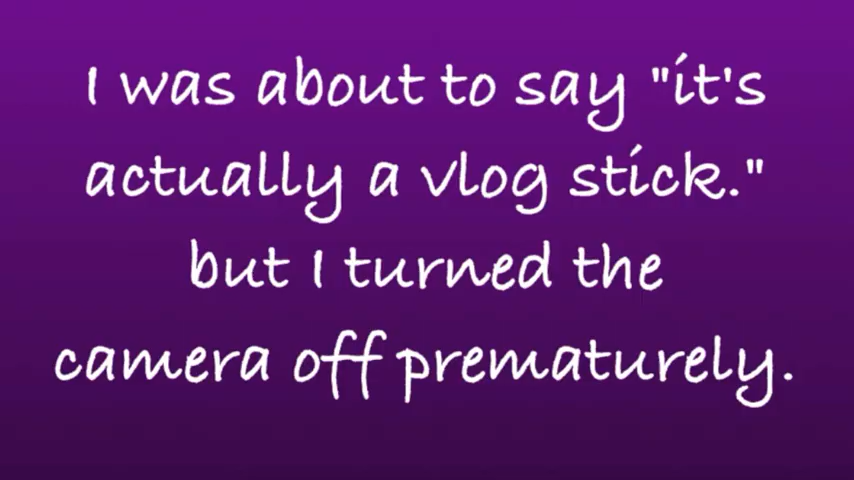 I was about to say "it's
actually a vlog stick."
but I turned the
camera off prematurely.